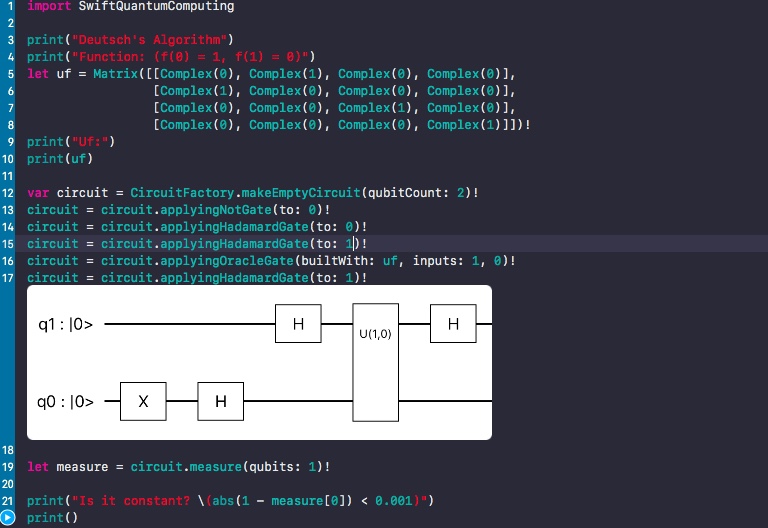 1 import SwiftQuantumComputing
2
3 print("Deutsch's Algorithm")
4 print("Function: (f(0) = 1, f(1) = 0)")
5 let uf = Matrix([[Complex(0), Complex(1), Complex(0), Complex(0)],
6 [Complex(1), Complex(0), Complex(0), Complex(0)],
7 [Complex(0), Complex(0), Complex(1), Complex(0)],
8 [Complex(0), Complex(0), Complex(0), Complex(1)]])!
9 print("Uf:")
10 print(uf)
11
12 var circuit = CircuitFactory.makeEmptyCircuit(qubitCount: 2)!
13 circuit = circuit.applyingNotGate(to: 0)!
14 circuit = circuit.applyingHadamardGate(to: 0)!
15 circuit = circuit.applyingHadamardGate(to: 1)!
16 circuit = circuit.applyingOracleGate(builtWith: uf, inputs: 1, 0)!
17 circuit = circuit.applyingHadamardGate(to: 1)!
q1 : |0> H U(1,0) H
q0 : |0> X H
18
19 let measure = circuit.measure(qubits: 1)!
20
21 print("Is it constant? \(abs(1 - measure[0]) < 0.001)")
print()